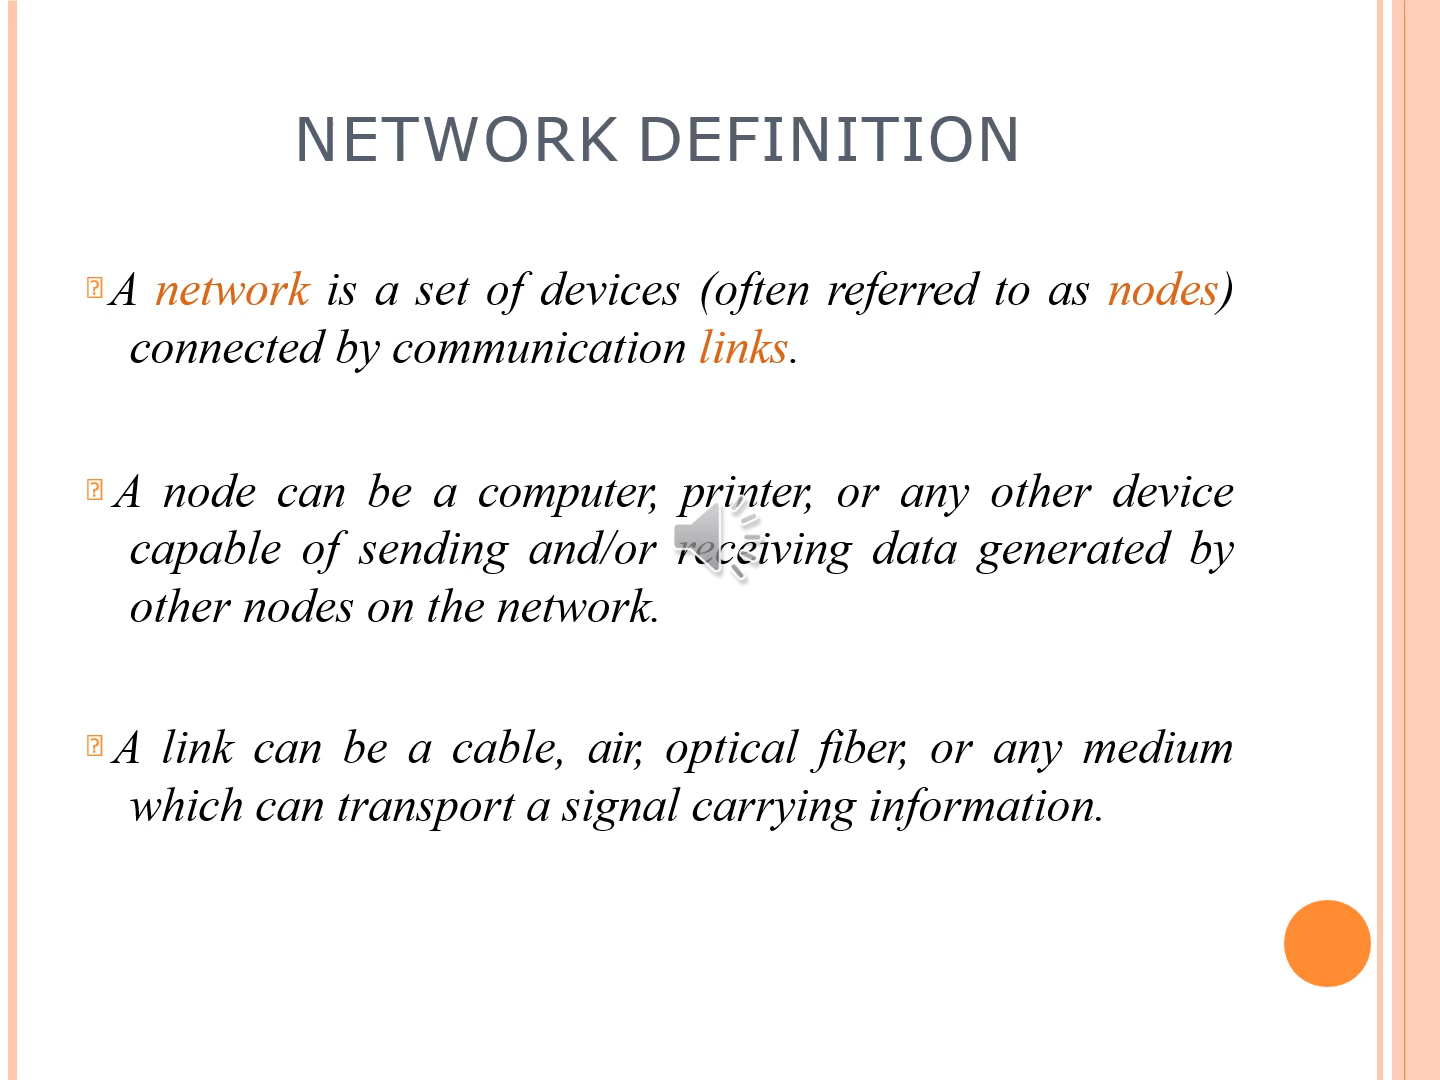 NETWORK DEFINITION
A network is a set of devices (often referred to as nodes)
connected by communication links.
A node can be a computer, printer, or any other device
capable of sending and/or receiving data generated by
other nodes on the network.
A link can be a cable, air, optical fiber, or any medium
which can transport a signal carrying information.